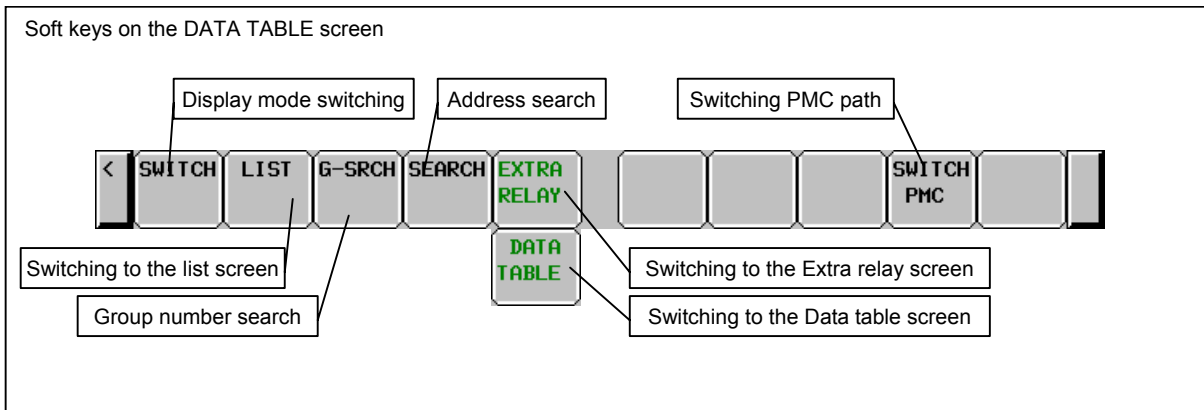 Soft keys on the DATA TABLE screen
Display mode switching
Address search
Switching PMC path
< SWITCH LIST G-SRCH SEARCH EXTRA SWITCH
RELAY PMC
Switching to the list screen
DATA
TABLE
Switching to the Extra relay screen
Group number search
Switching to the Data table screen